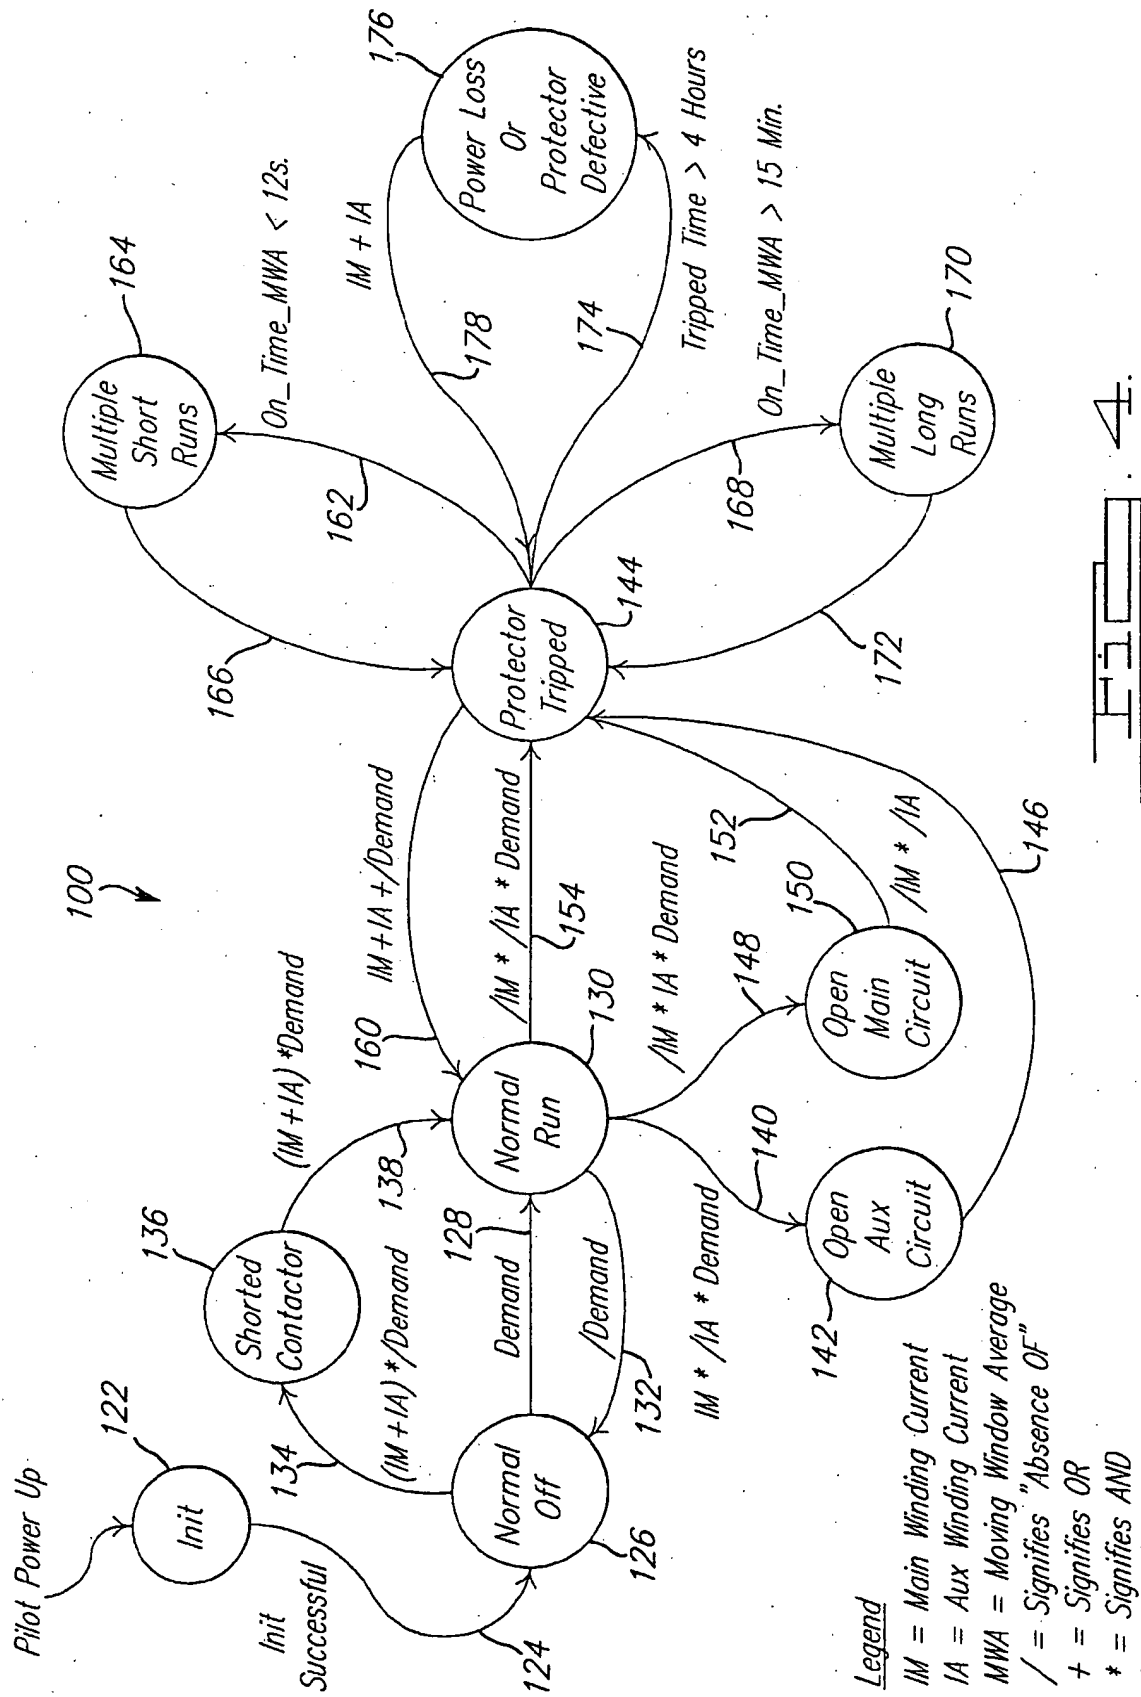 Pilot Power Up
122
Init
Init
Successful
124
134
136
Shorted
Contactor
(IM + IA) */Demand
138
(IM + IA) *Demand
Normal
Off
126
Demand
128
/Demand
132
Normal
Run
130
160
IM + IA +/Demand
/IM * /IA * Demand
154
100
IM * /IA * Demand
140
Open
Aux
Circuit
142
/IM * IA * Demand
148
Open
Main
Circuit
150
152
/IM * /IA
146
Protector
Tripped
144
166
162
Multiple
Short
Runs
164
On_Time_MWA < 12s.
IM + IA
178
Power Loss
Or
Protector
Defective
176
174
Tripped Time > 4 Hours
168
On_Time_MWA > 15 Min.
Multiple
Long
Runs
170
172
Legend
IM = Main Winding Current
IA = Aux Winding Current
MWA = Moving Window Average
/ = Signifies "Absence OF"
+ = Signifies OR
* = Signifies AND
Fig. 4.